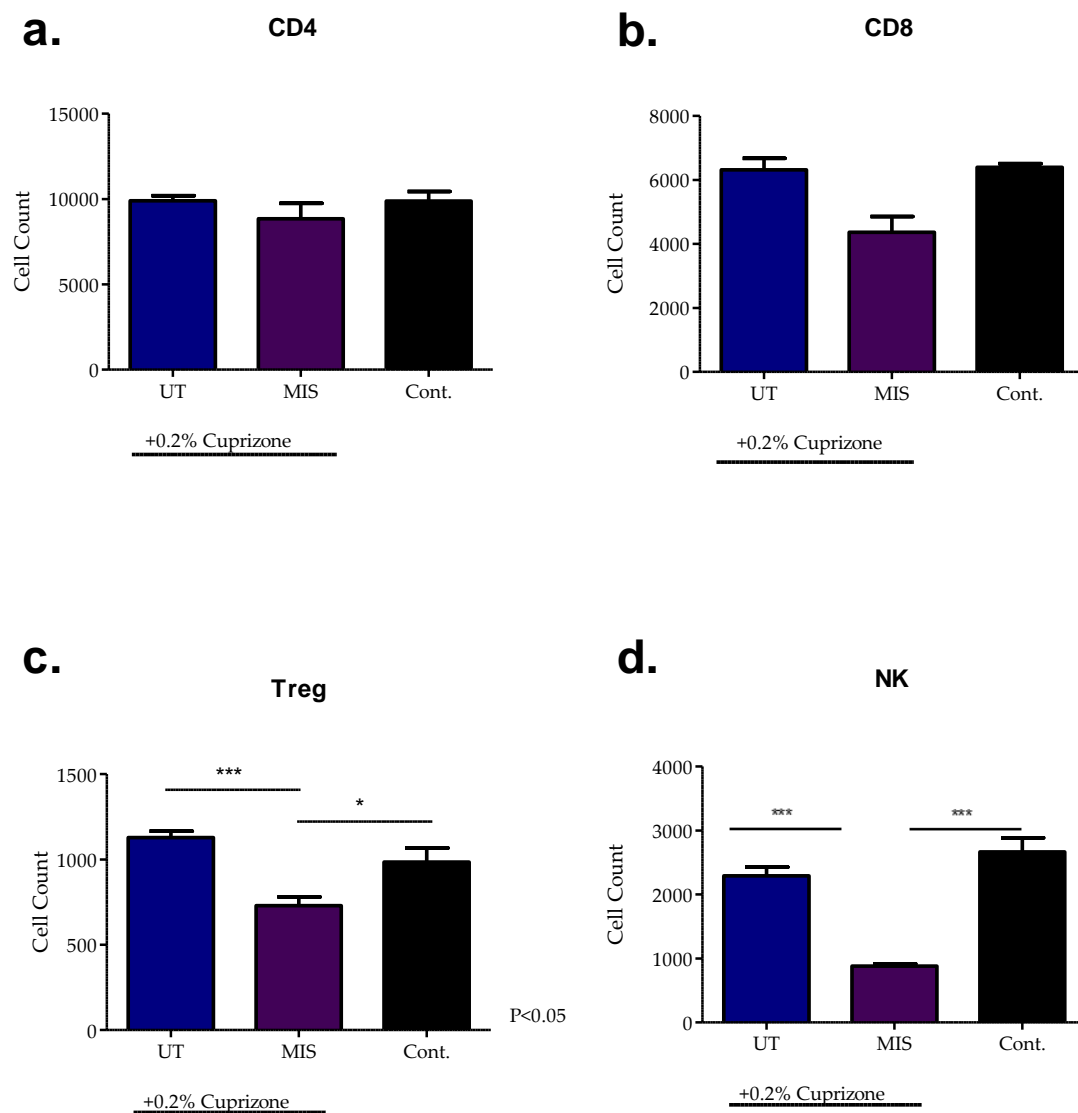 a.
CD4
15000
10000
5000
0
Cell Count
UT MIS Cont.
+0.2% Cuprizone
b.
CD8
8000
6000
4000
2000
0
Cell Count
UT MIS Cont.
+0.2% Cuprizone
c.
Treg
1500
1000
500
0
Cell Count
***
*
UT MIS Cont.
+0.2% Cuprizone
P<0.05
d.
NK
4000
3000
2000
1000
0
Cell Count
*** ***
UT MIS Cont.
+0.2% Cuprizone